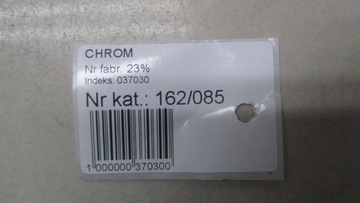 CHROM
Nr fabr. 23%
Indeks: 037030
Nr kat.: 162/085
1 000000 370300